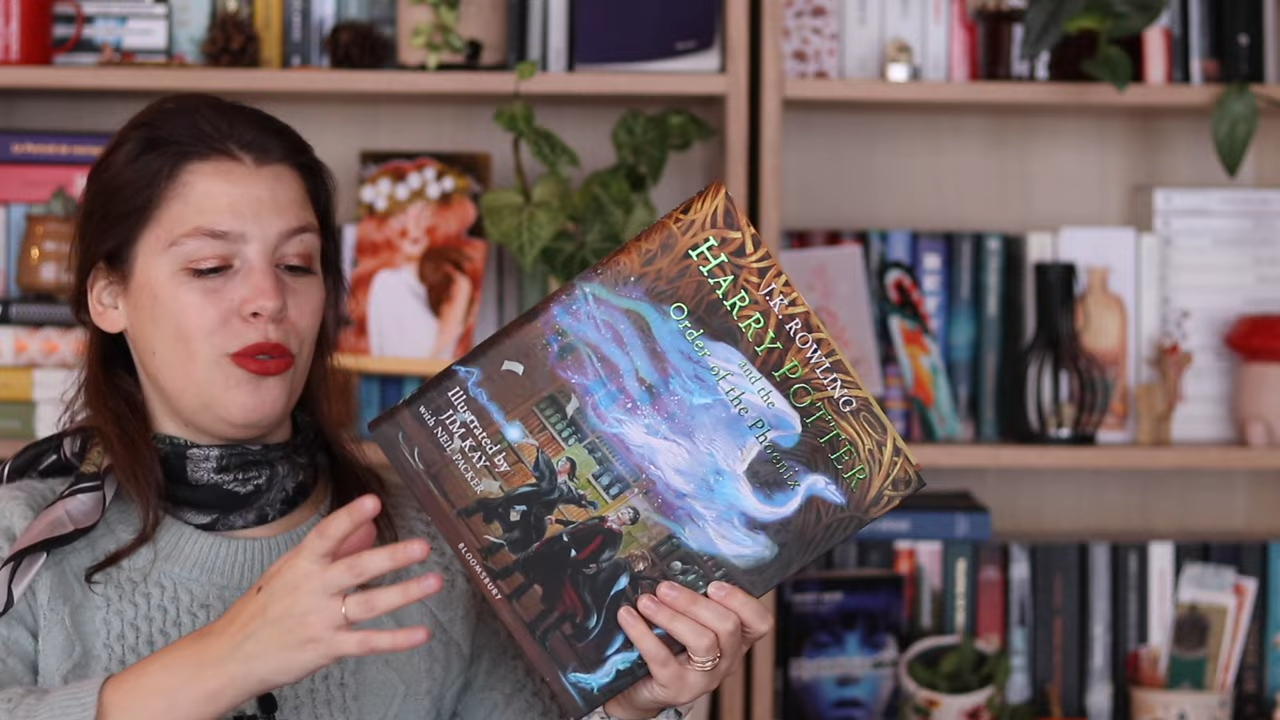 J.K. ROWLING
HARRY POTTER
and the
Order of the Phoenix
Illustrated by
JIM KAY
with NEIL PACKER
BLOOMSBURY